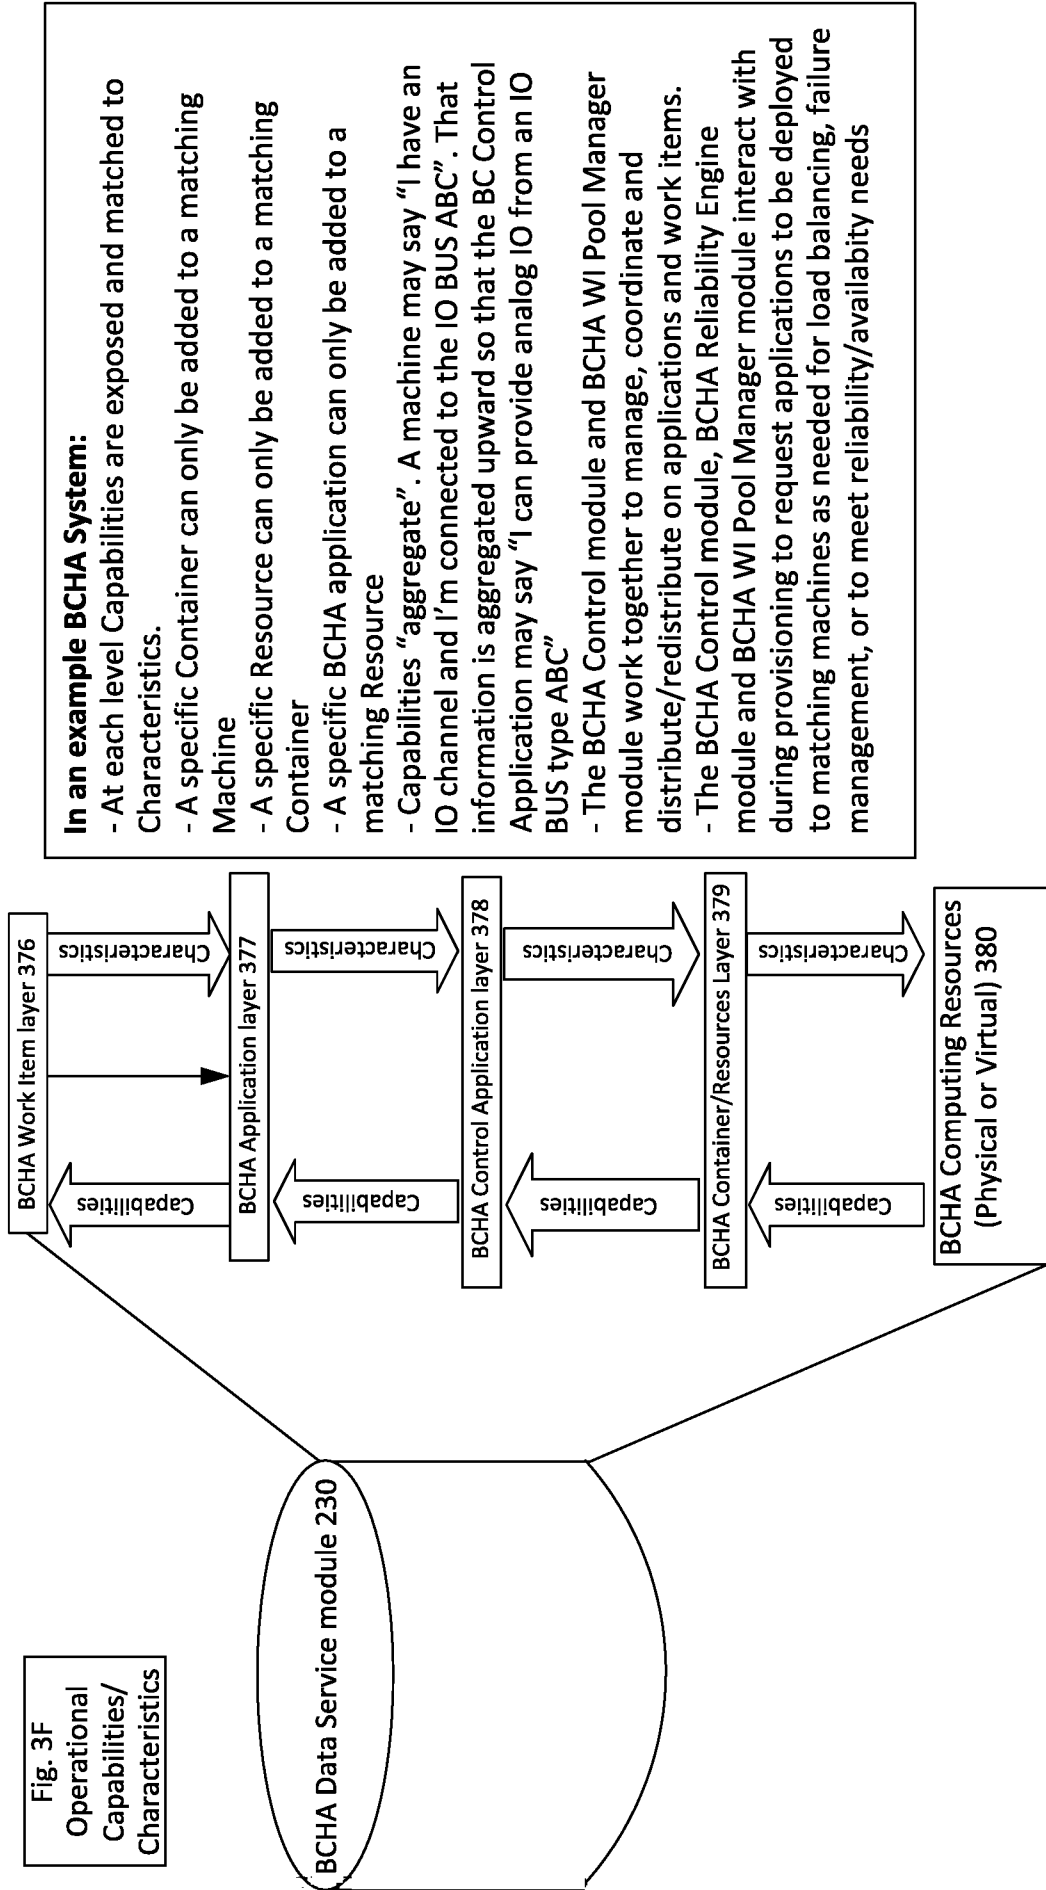 Fig. 3F
Operational
Capabilities/
Characteristics
BCHA Data Service module 230
BCHA Work Item layer 376
Capabilities
Characteristics
BCHA Application layer 377
Capabilities
Characteristics
BCHA Control Application layer 378
Capabilities
Characteristics
BCHA Container/Resources Layer 379
Capabilities
Characteristics
BCHA Computing Resources
(Physical or Virtual) 380
In an example BCHA System:
- At each level Capabilities are exposed and matched to
Characteristics.
- A specific Container can only be added to a matching
Machine
- A specific Resource can only be added to a matching
Container
- A specific BCHA application can only be added to a
matching Resource
- Capabilities “aggregate”. A machine may say “I have an
IO channel and I’m connected to the IO BUS ABC”. That
information is aggregated upward so that the BC Control
Application may say “I can provide analog IO from an IO
BUS type ABC”
- The BCHA Control module and BCHA WI Pool Manager
module work together to manage, coordinate and
distribute/redistribute on applications and work items.
- The BCHA Control module, BCHA Reliability Engine
module and BCHA WI Pool Manager module interact with
during provisioning to request applications to be deployed
to matching machines as needed for load balancing, failure
management, or to meet reliability/availabity needs